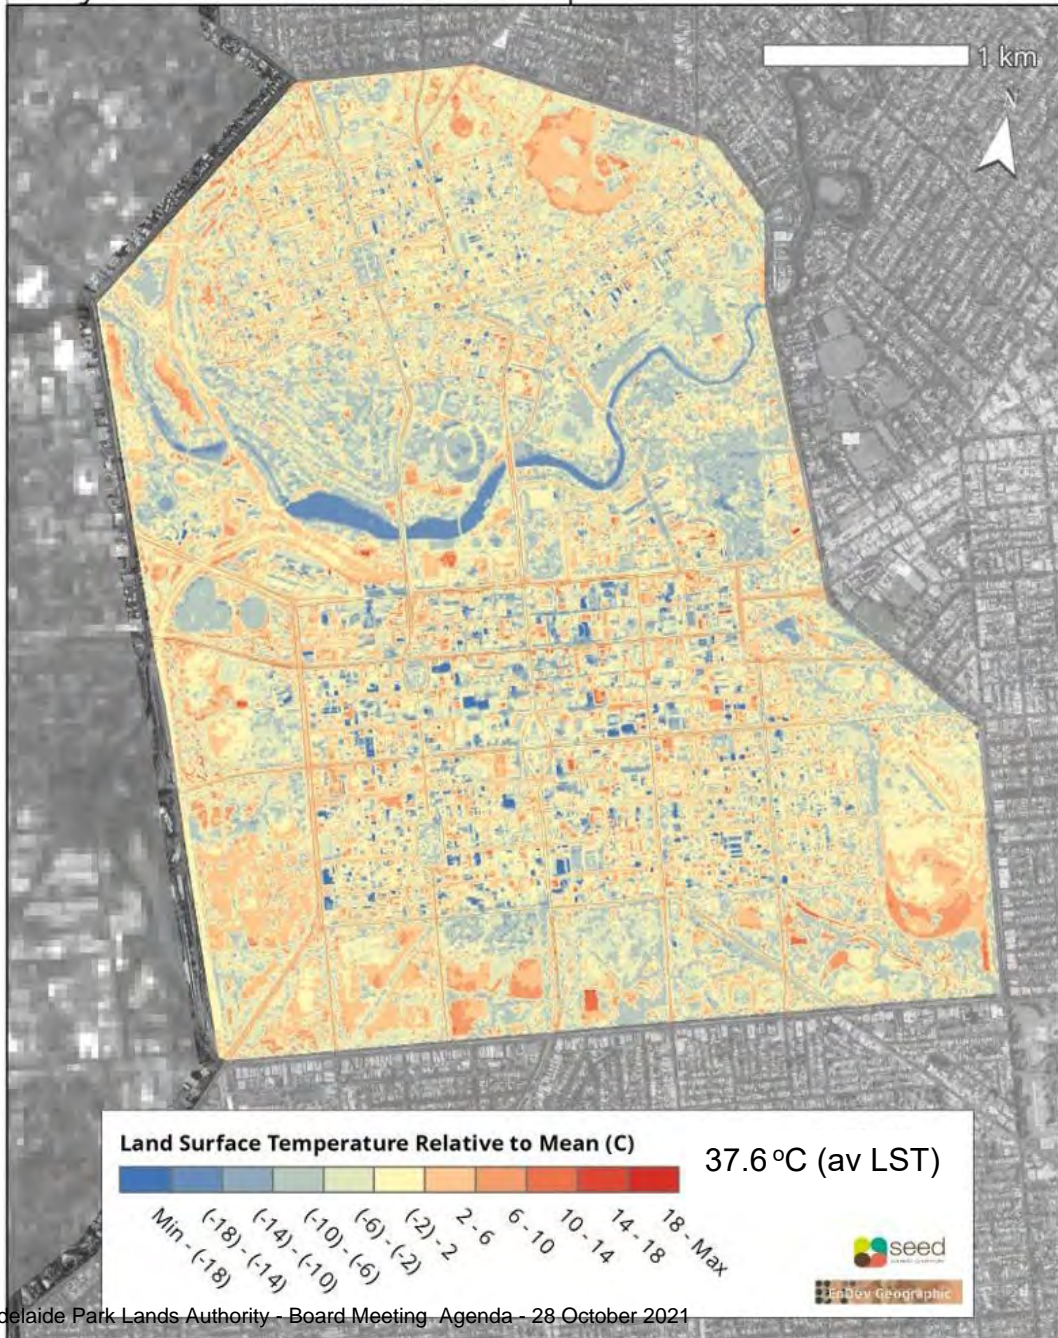 1 km
N
Land Surface Temperature Relative to Mean (C)
37.6 °C (av LST)
Min - (-18)
(-18) - (-14)
(-14) - (-10)
(-10) - (-6)
(-6) - (-2)
(-2) - 2
2 - 6
6 - 10
10 - 14
14 - 18
18 - Max
seed
EnDev Geographic
delaide Park Lands Authority - Board Meeting Agenda - 28 October 2021